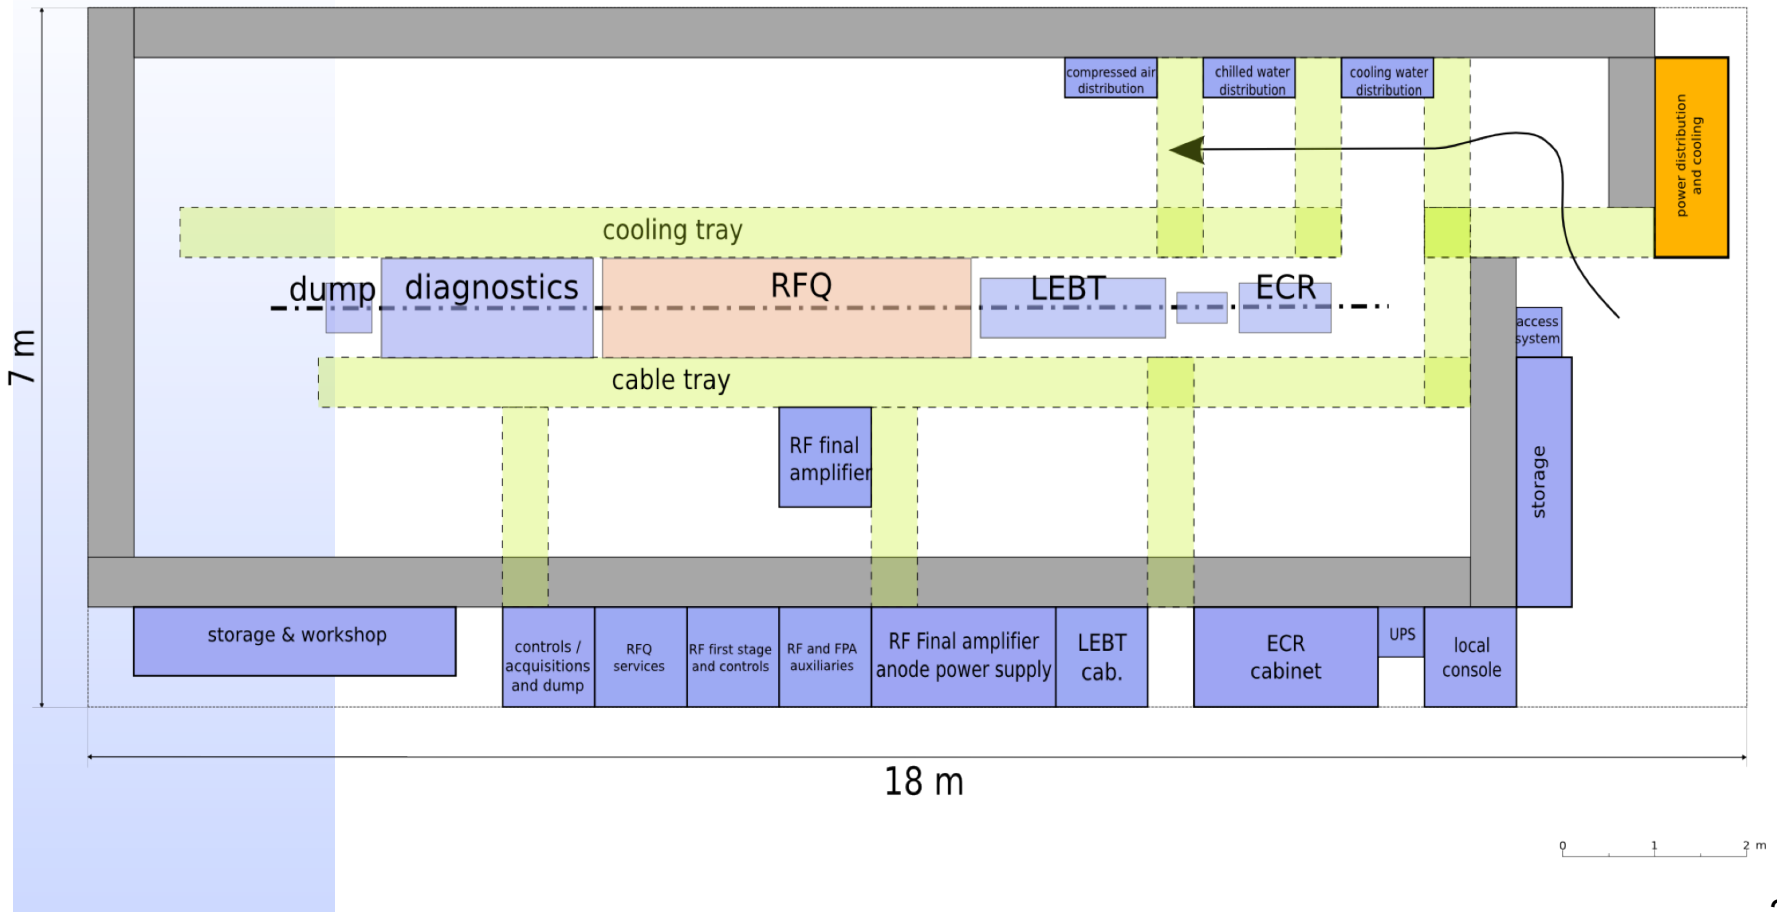 compressed air
distribution
chilled water
distribution
cooling water
distribution
power distribution
and cooling
cooling tray
dump
diagnostics
RFQ
LEBT
ECR
access
system
7 m
cable tray
RF final
amplifier
storage
storage & workshop
controls /
acquisitions
and dump
RFQ
services
RF first stage
and controls
RF and FPA
auxiliaries
RF Final amplifier
anode power supply
LEBT
cab.
ECR
cabinet
UPS
local
console
18 m
0 1 2 m